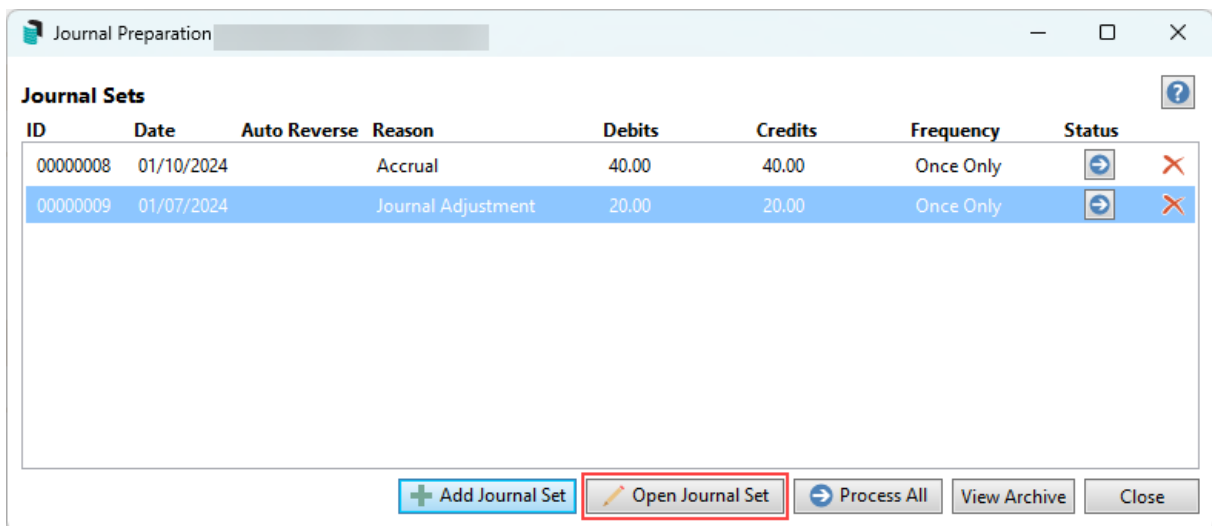 Journal Preparation
Journal Sets
ID Date Auto Reverse Reason Debits Credits Frequency Status
00000008 01/10/2024 Accrual 40.00 40.00 Once Only
00000009 01/07/2024 Journal Adjustment 20.00 20.00 Once Only
Add Journal Set Open Journal Set Process All View Archive Close